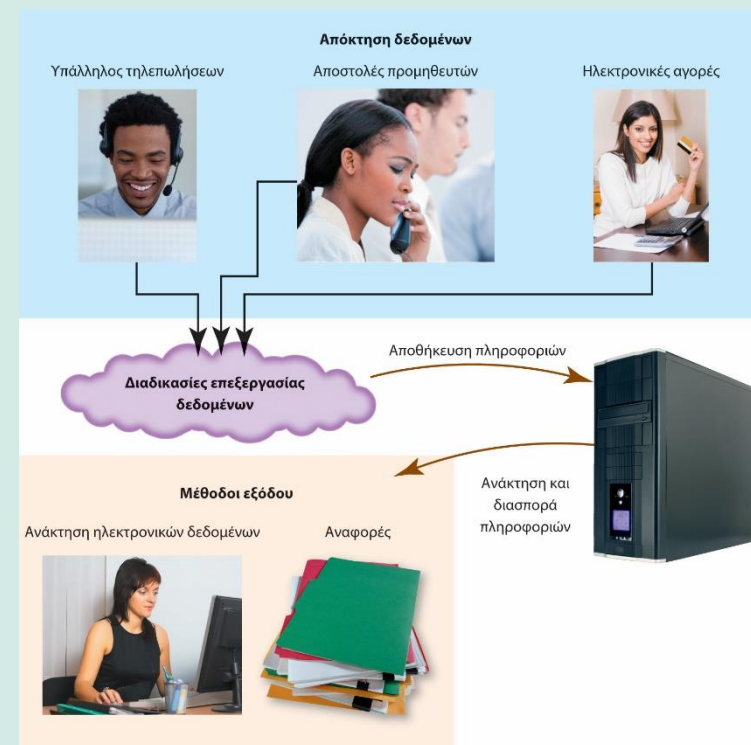 Απόκτηση δεδομένων
Υπάλληλος τηλεπωλήσεων
Αποστολές προμηθευτών
Ηλεκτρονικές αγορές
Διαδικασίες επεξεργασίας
δεδομένων
Αποθήκευση πληροφοριών
Ανάκτηση και
διασπορά
πληροφοριών
Μέθοδοι εξόδου
Ανάκτηση ηλεκτρονικών δεδομένων
Αναφορές